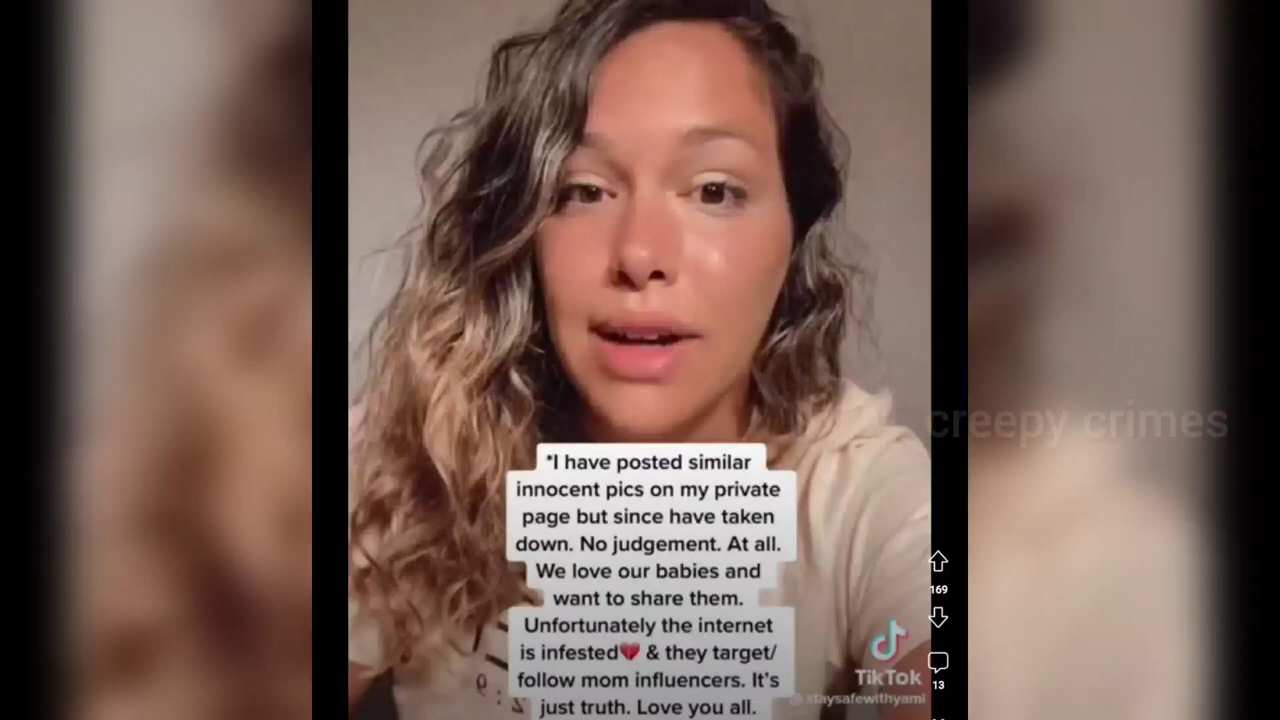 creepy crimes
*I have posted similar
innocent pics on my private
page but since have taken
down. No judgement. At all.
We love our babies and
want to share them.
Unfortunately the internet
is infested💔 & they target/
follow mom influencers. It's
just truth. Love you all.
169
13
TikTok
@staysafewithyami